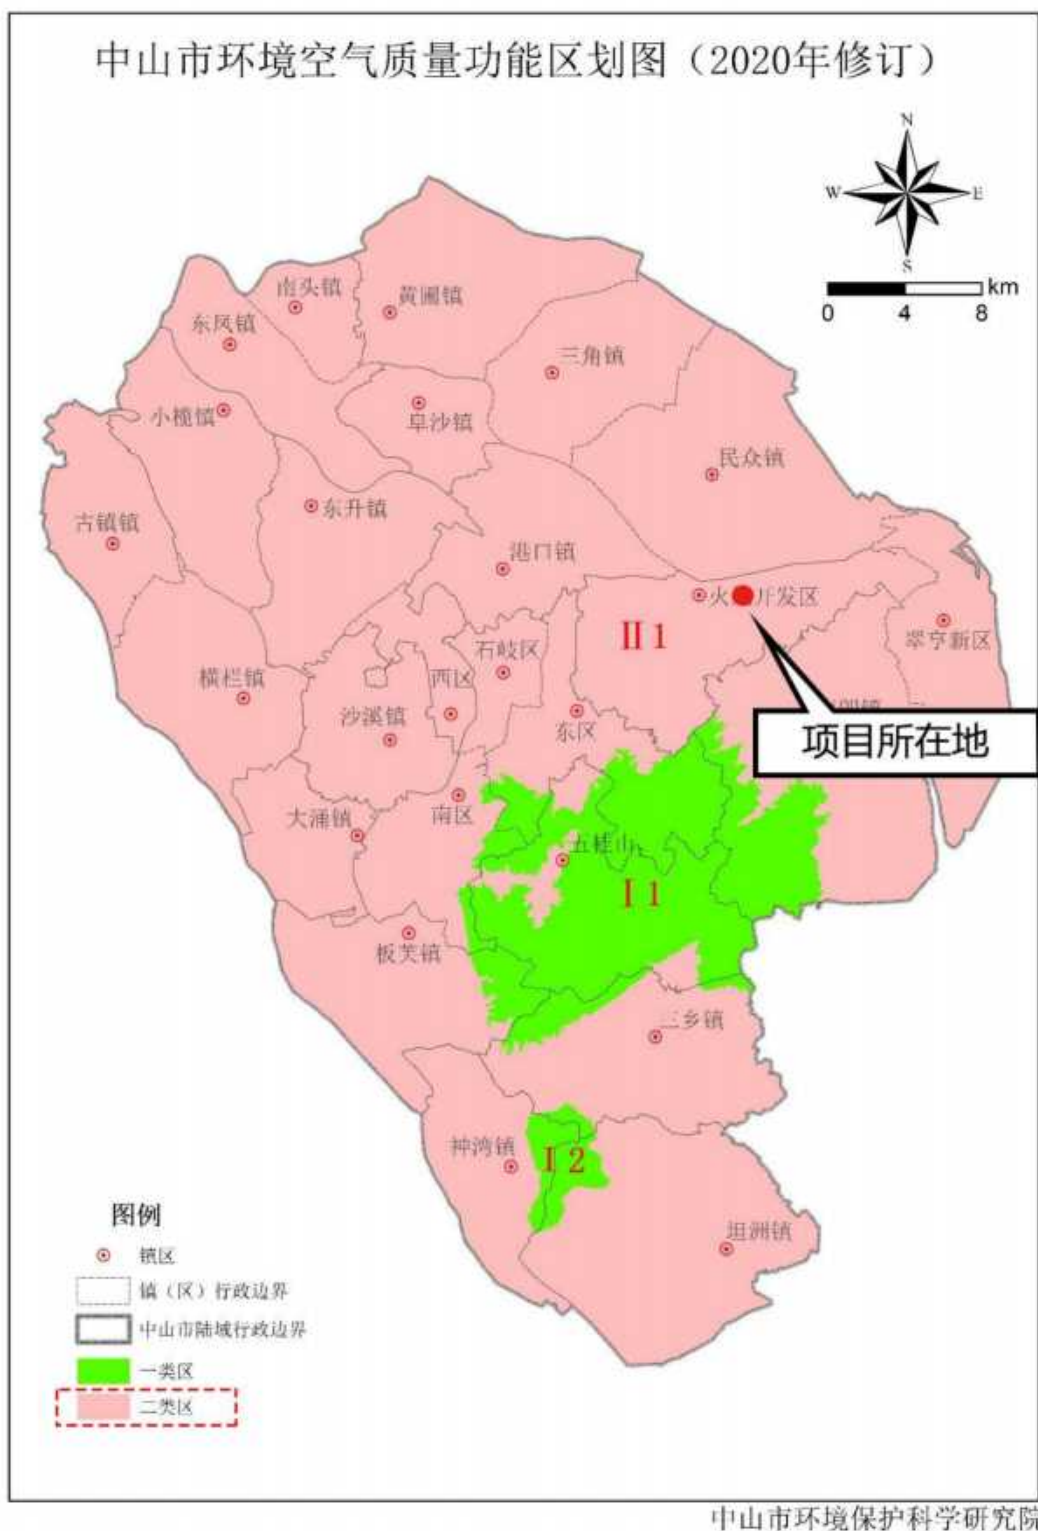 中山市环境空气质量功能区划图（2020年修订）
N
W
E
S
km
0 4 8
南头镇
黄圃镇
东凤镇
三角镇
小榄镇
阜沙镇
民众镇
东升镇
古镇镇
港口镇
火
开发区
II 1
翠亨新区
石岐区
横栏镇
西区
沙溪镇
东区
项目所在地
大涌镇
南区
五桂山
I 1
板芙镇
三乡镇
神湾镇
I 2
坦洲镇
图例
镇区
镇（区）行政边界
中山市陆域行政边界
一类区
二类区
中山市环境保护科学研究院